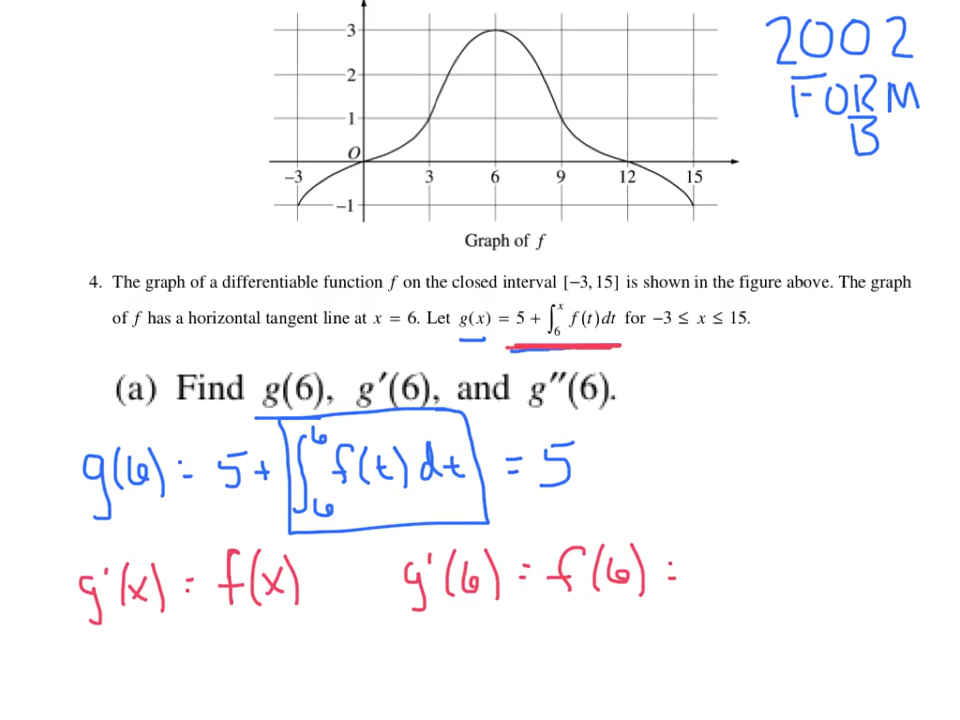 3
2
1
O
-3 3 6 9 12 15
-1
2002
FORM
B
Graph of f
4. The graph of a differentiable function f on the closed interval [−3, 15] is shown in the figure above. The graph
of f has a horizontal tangent line at x = 6. Let g(x) = 5 + ∫₆ˣ f(t)dt for −3 ≤ x ≤ 15.
(a) Find g(6), g′(6), and g″(6).
g(6) = 5 + ∫₆⁶ f(t) dt = 5
g'(x) = f(x) g'(6) = f(6) =